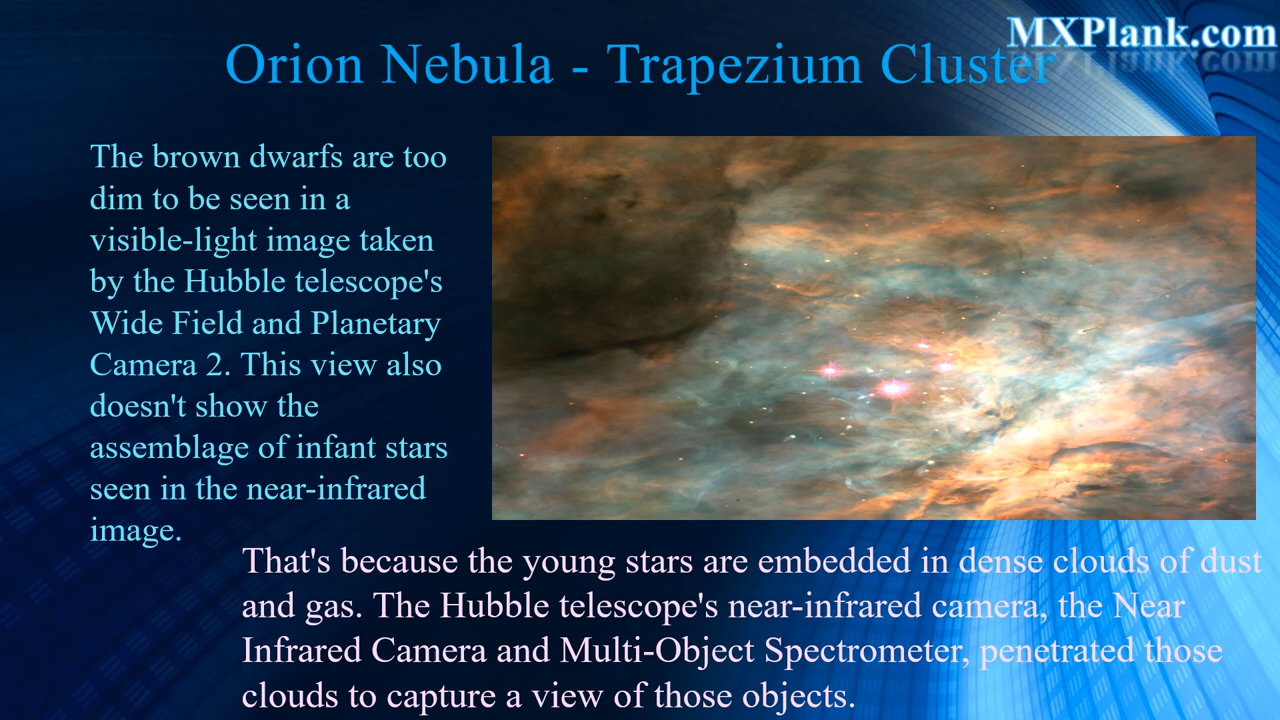 MXPlank.com
Orion Nebula - Trapezium Cluster
The brown dwarfs are too
dim to be seen in a
visible-light image taken
by the Hubble telescope's
Wide Field and Planetary
Camera 2. This view also
doesn't show the
assemblage of infant stars
seen in the near-infrared
image.
That's because the young stars are embedded in dense clouds of dust
and gas. The Hubble telescope's near-infrared camera, the Near
Infrared Camera and Multi-Object Spectrometer, penetrated those
clouds to capture a view of those objects.